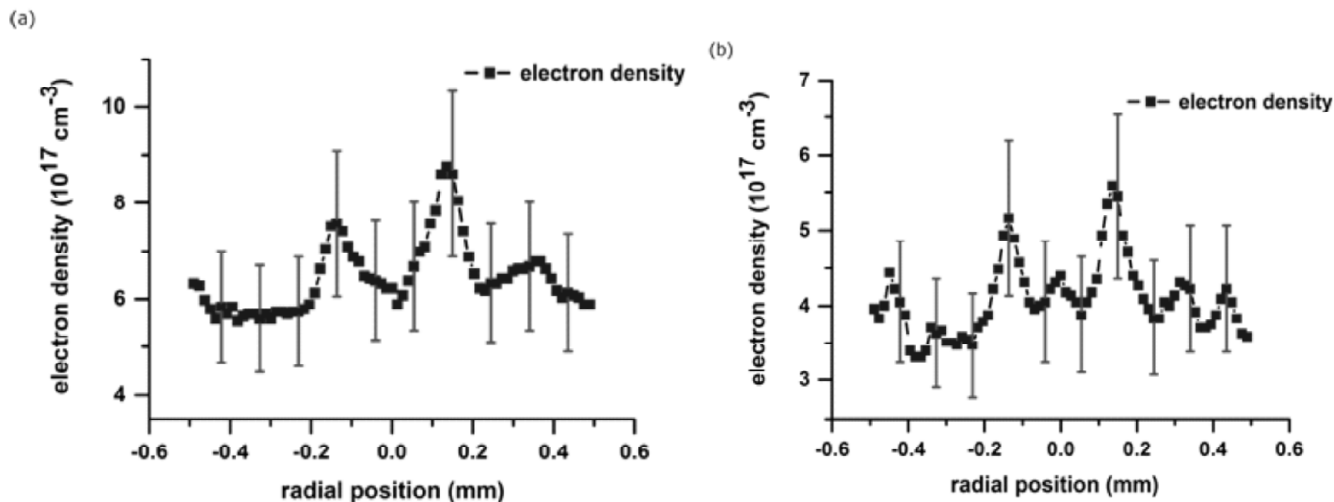 (a)
electron density
10
8
6
4
electron density (10^17 cm^-3)
-0.6 -0.4 -0.2 0.0 0.2 0.4 0.6
radial position (mm)
(b)
electron density
7
6
5
4
3
electron density (10^17 cm^-3)
-0.6 -0.4 -0.2 0.0 0.2 0.4 0.6
radial position (mm)